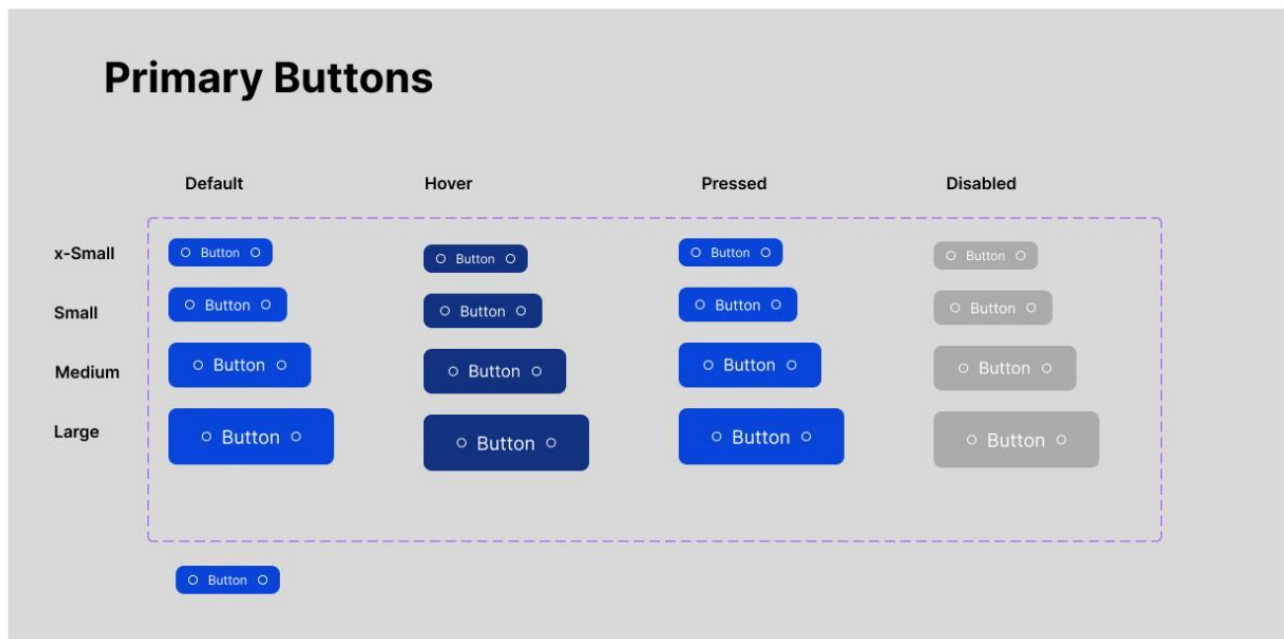 Primary Buttons
Default Hover Pressed Disabled
x-Small Button Button Button Button
Small Button Button Button Button
Medium Button Button Button Button
Large Button Button Button Button
Button